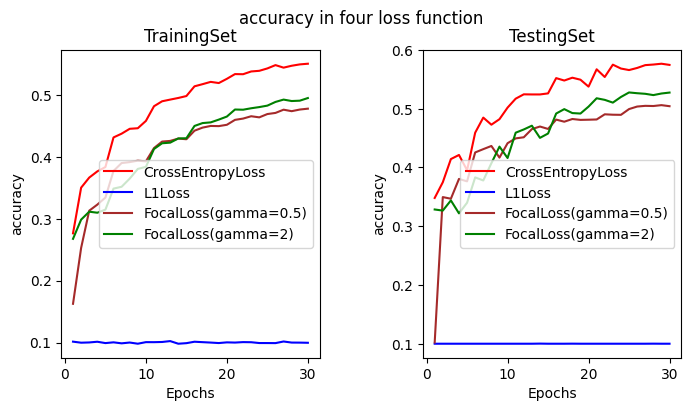 accuracy in four loss function
TrainingSet
accuracy
0.5
0.4
0.3
0.2
0.1
0
10
20
30
Epochs
CrossEntropyLoss
L1Loss
FocalLoss(gamma=0.5)
FocalLoss(gamma=2)
TestingSet
accuracy
0.6
0.5
0.4
0.3
0.2
0.1
0
10
20
30
Epochs
CrossEntropyLoss
L1Loss
FocalLoss(gamma=0.5)
FocalLoss(gamma=2)